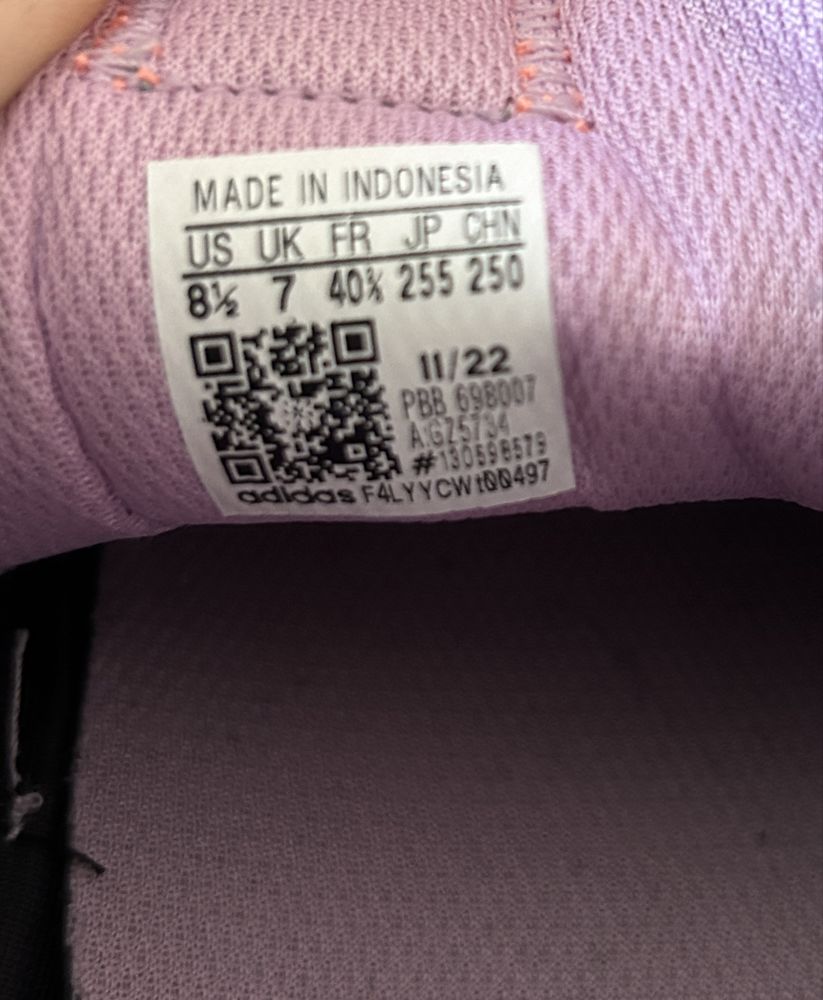 MADE IN INDONESIA
US UK FR JP CHN
8½ 7 40⅔ 255 250
11/22
PBB 698007
A:GZ5734
#130598579
adidas F4LYYCWt00497